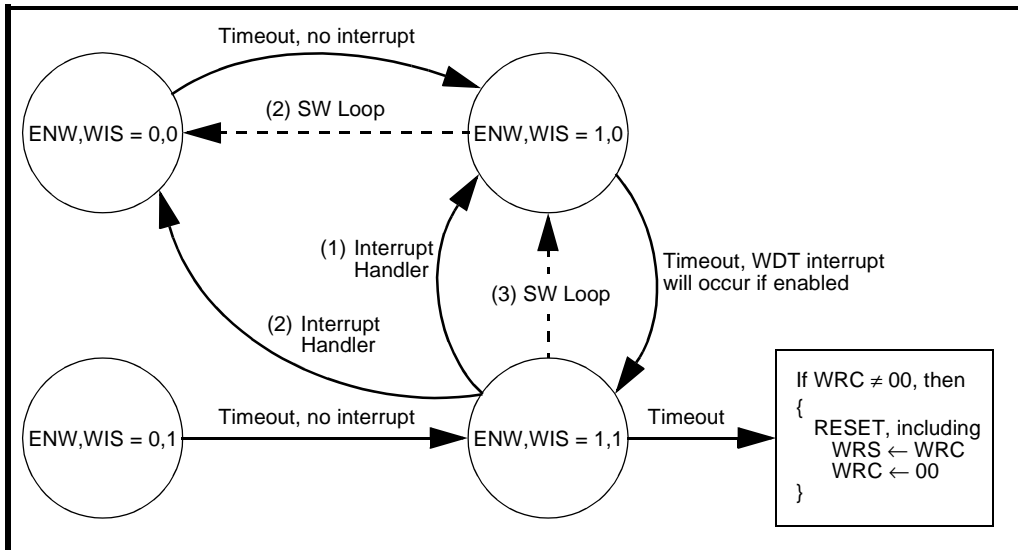 Timeout, no interrupt
(2) SW Loop
ENW,WIS = 0,0
ENW,WIS = 1,0
(1) Interrupt
Handler
Timeout, WDT interrupt
will occur if enabled
(3) SW Loop
(2) Interrupt
Handler
Timeout, no interrupt
Timeout
ENW,WIS = 0,1
ENW,WIS = 1,1
If WRC ≠ 00, then
{
RESET, including
WRS ← WRC
WRC ← 00
}